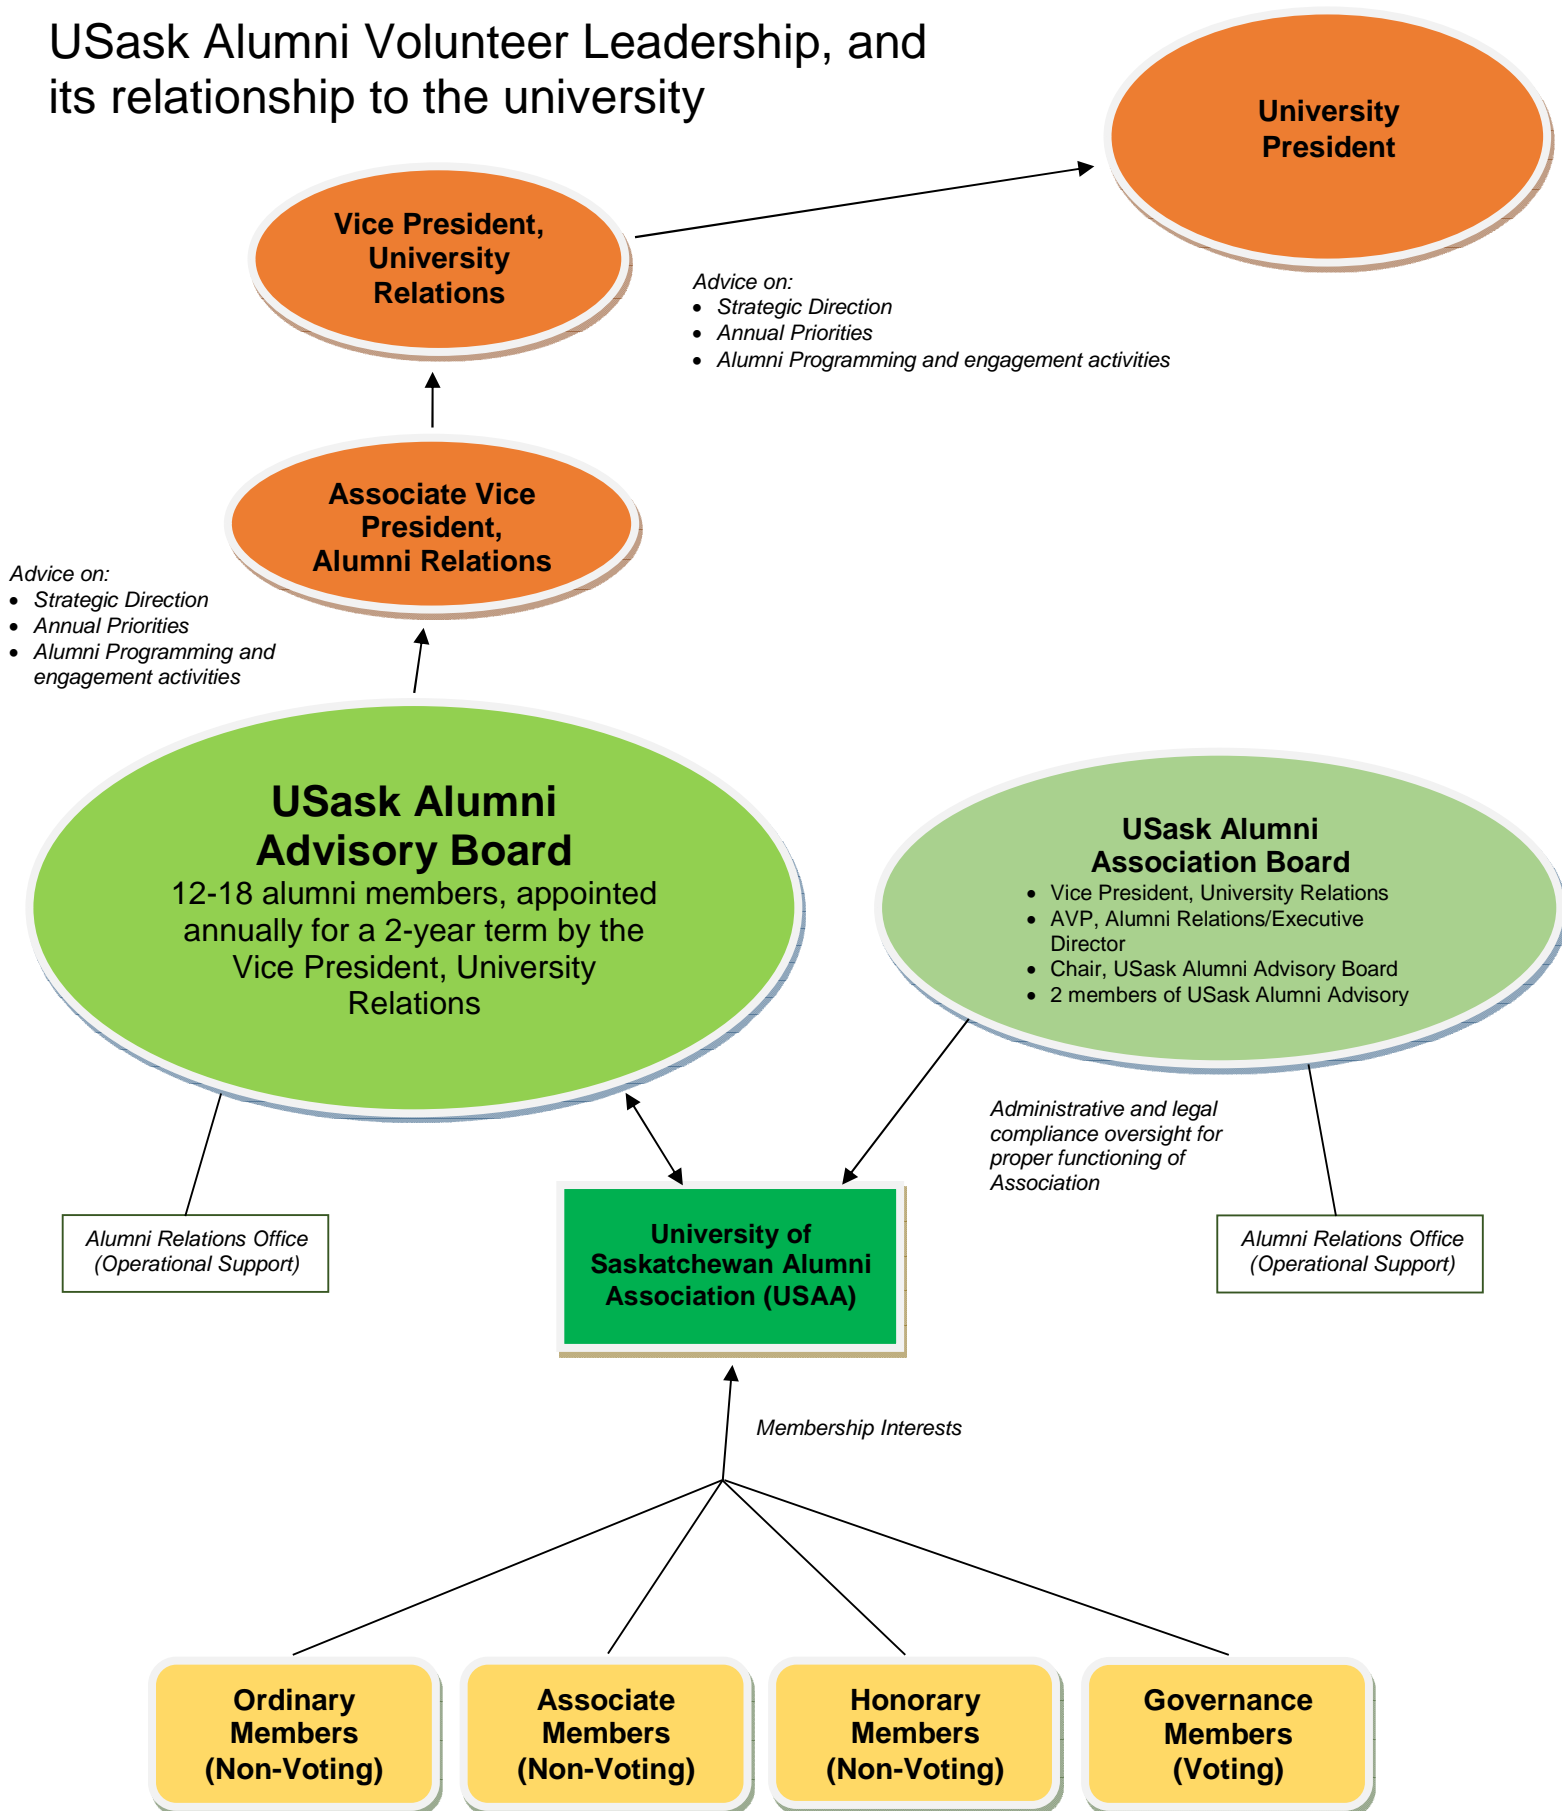 USask Alumni Volunteer Leadership, and
its relationship to the university
University
President
Vice President,
University
Relations
Advice on:
• Strategic Direction
• Annual Priorities
• Alumni Programming and engagement activities
Associate Vice
President,
Alumni Relations
Advice on:
• Strategic Direction
• Annual Priorities
• Alumni Programming and
engagement activities
USask Alumni
Advisory Board
12-18 alumni members, appointed
annually for a 2-year term by the
Vice President, University
Relations
USask Alumni
Association Board
• Vice President, University Relations
• AVP, Alumni Relations/Executive
Director
• Chair, USask Alumni Advisory Board
• 2 members of USask Alumni Advisory
Administrative and legal
compliance oversight for
proper functioning of
Association
Alumni Relations Office
(Operational Support)
University of
Saskatchewan Alumni
Association (USAA)
Alumni Relations Office
(Operational Support)
Membership Interests
Ordinary
Members
(Non-Voting)
Associate
Members
(Non-Voting)
Honorary
Members
(Non-Voting)
Governance
Members
(Voting)